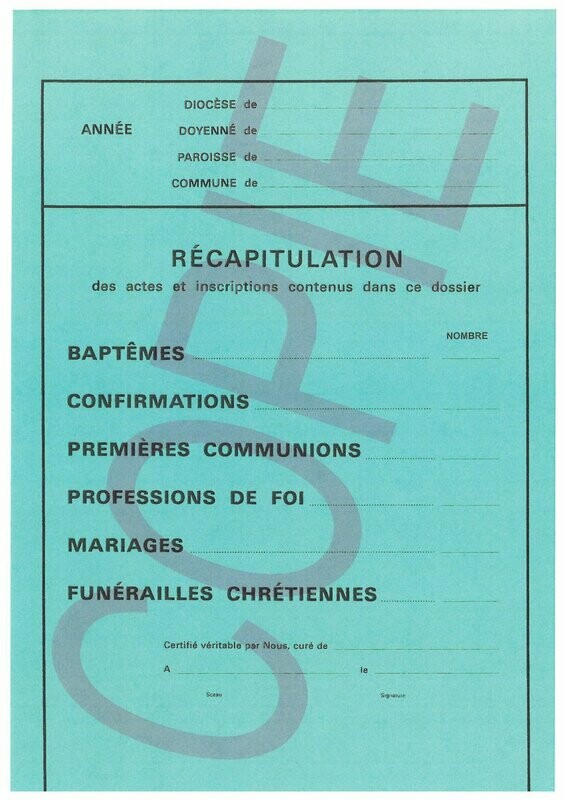 DIOCÈSE de
ANNÉE
DOYENNÉ de
PAROISSE de
COMMUNE de
RÉCAPITULATION
des actes et inscriptions contenus dans ce dossier
NOMBRE
BAPTÊMES
CONFIRMATIONS
PREMIÈRES COMMUNIONS
PROFESSIONS DE FOI
MARIAGES
FUNÉRAILLES CHRÉTIENNES
Certifié véritable par Nous, curé de
A le
Sceau Signature
COPIE